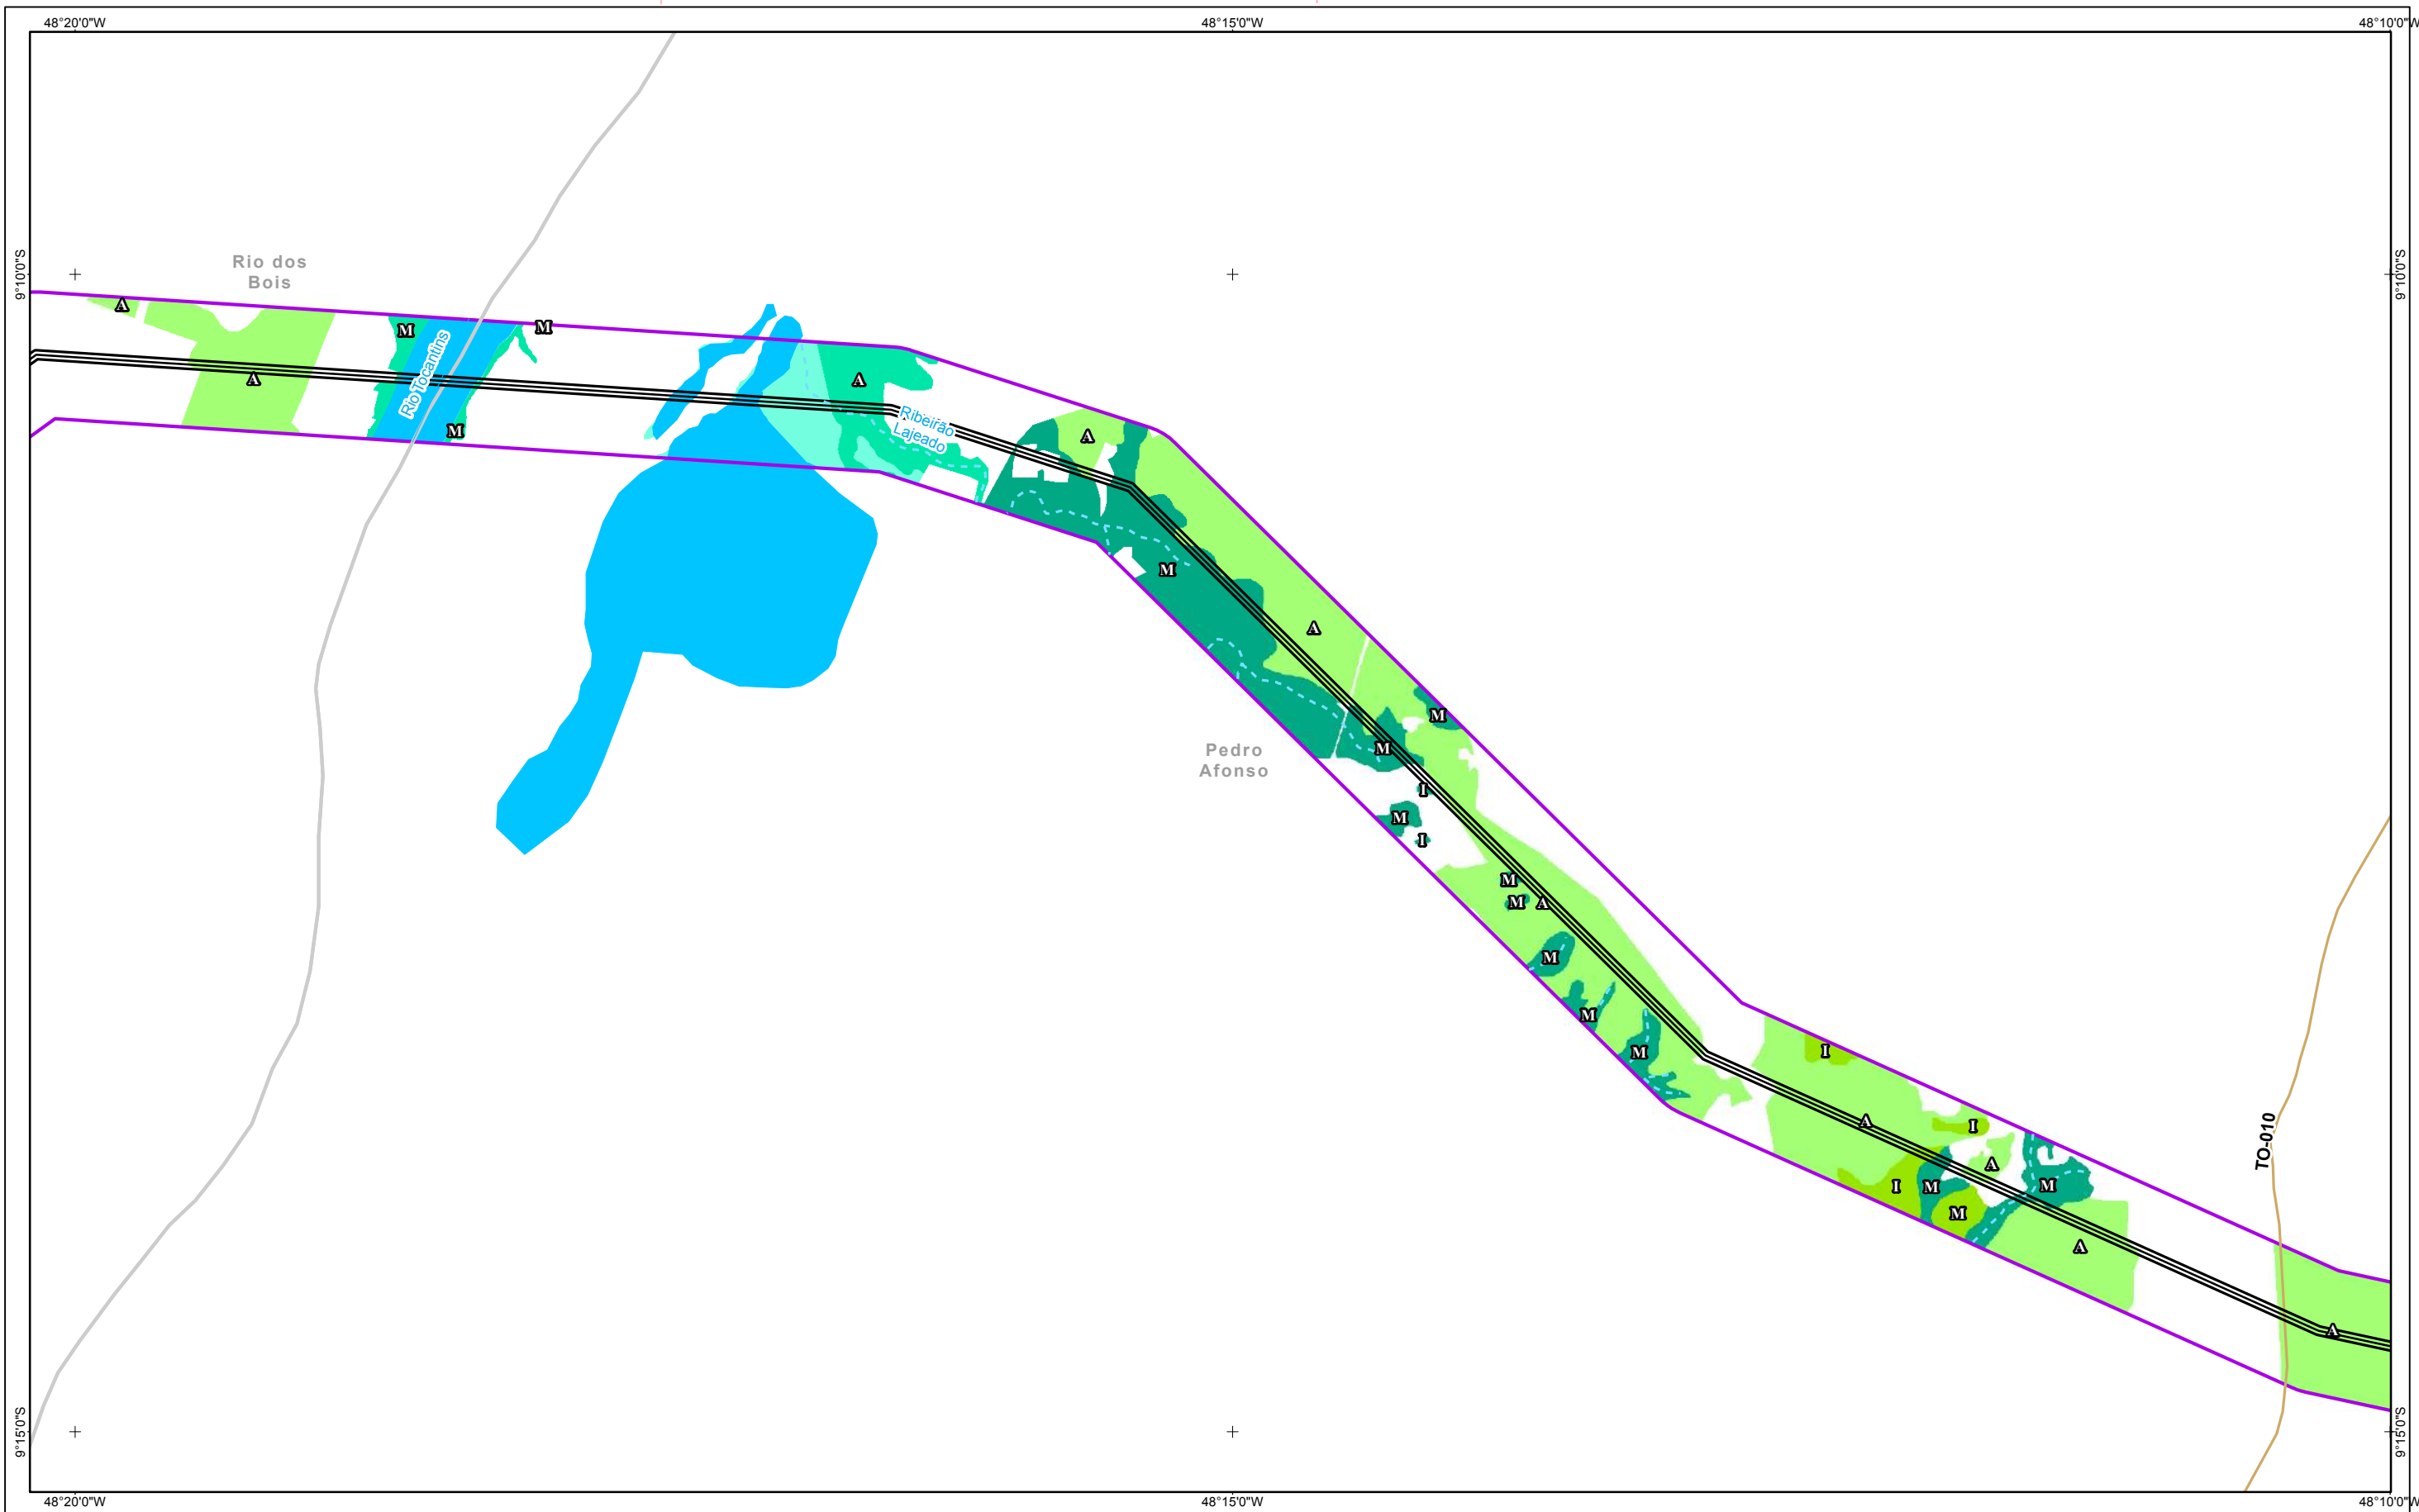 48°20'0"W
48°15'0"W
48°10'0"W
9°10'0"S
9°10'0"S
Rio dos
Bois
A
M
M
Rio Tocantins
A
A
M
Ribeirão
Lajeado
A
M
A
M
M
Pedro
Afonso
I
M
I
M
M
A
M
M
M
I
A
I
A
I
M
M
M
A
TO-010
A
9°15'0"S
9°15'0"S
48°20'0"W
48°15'0"W
48°10'0"W